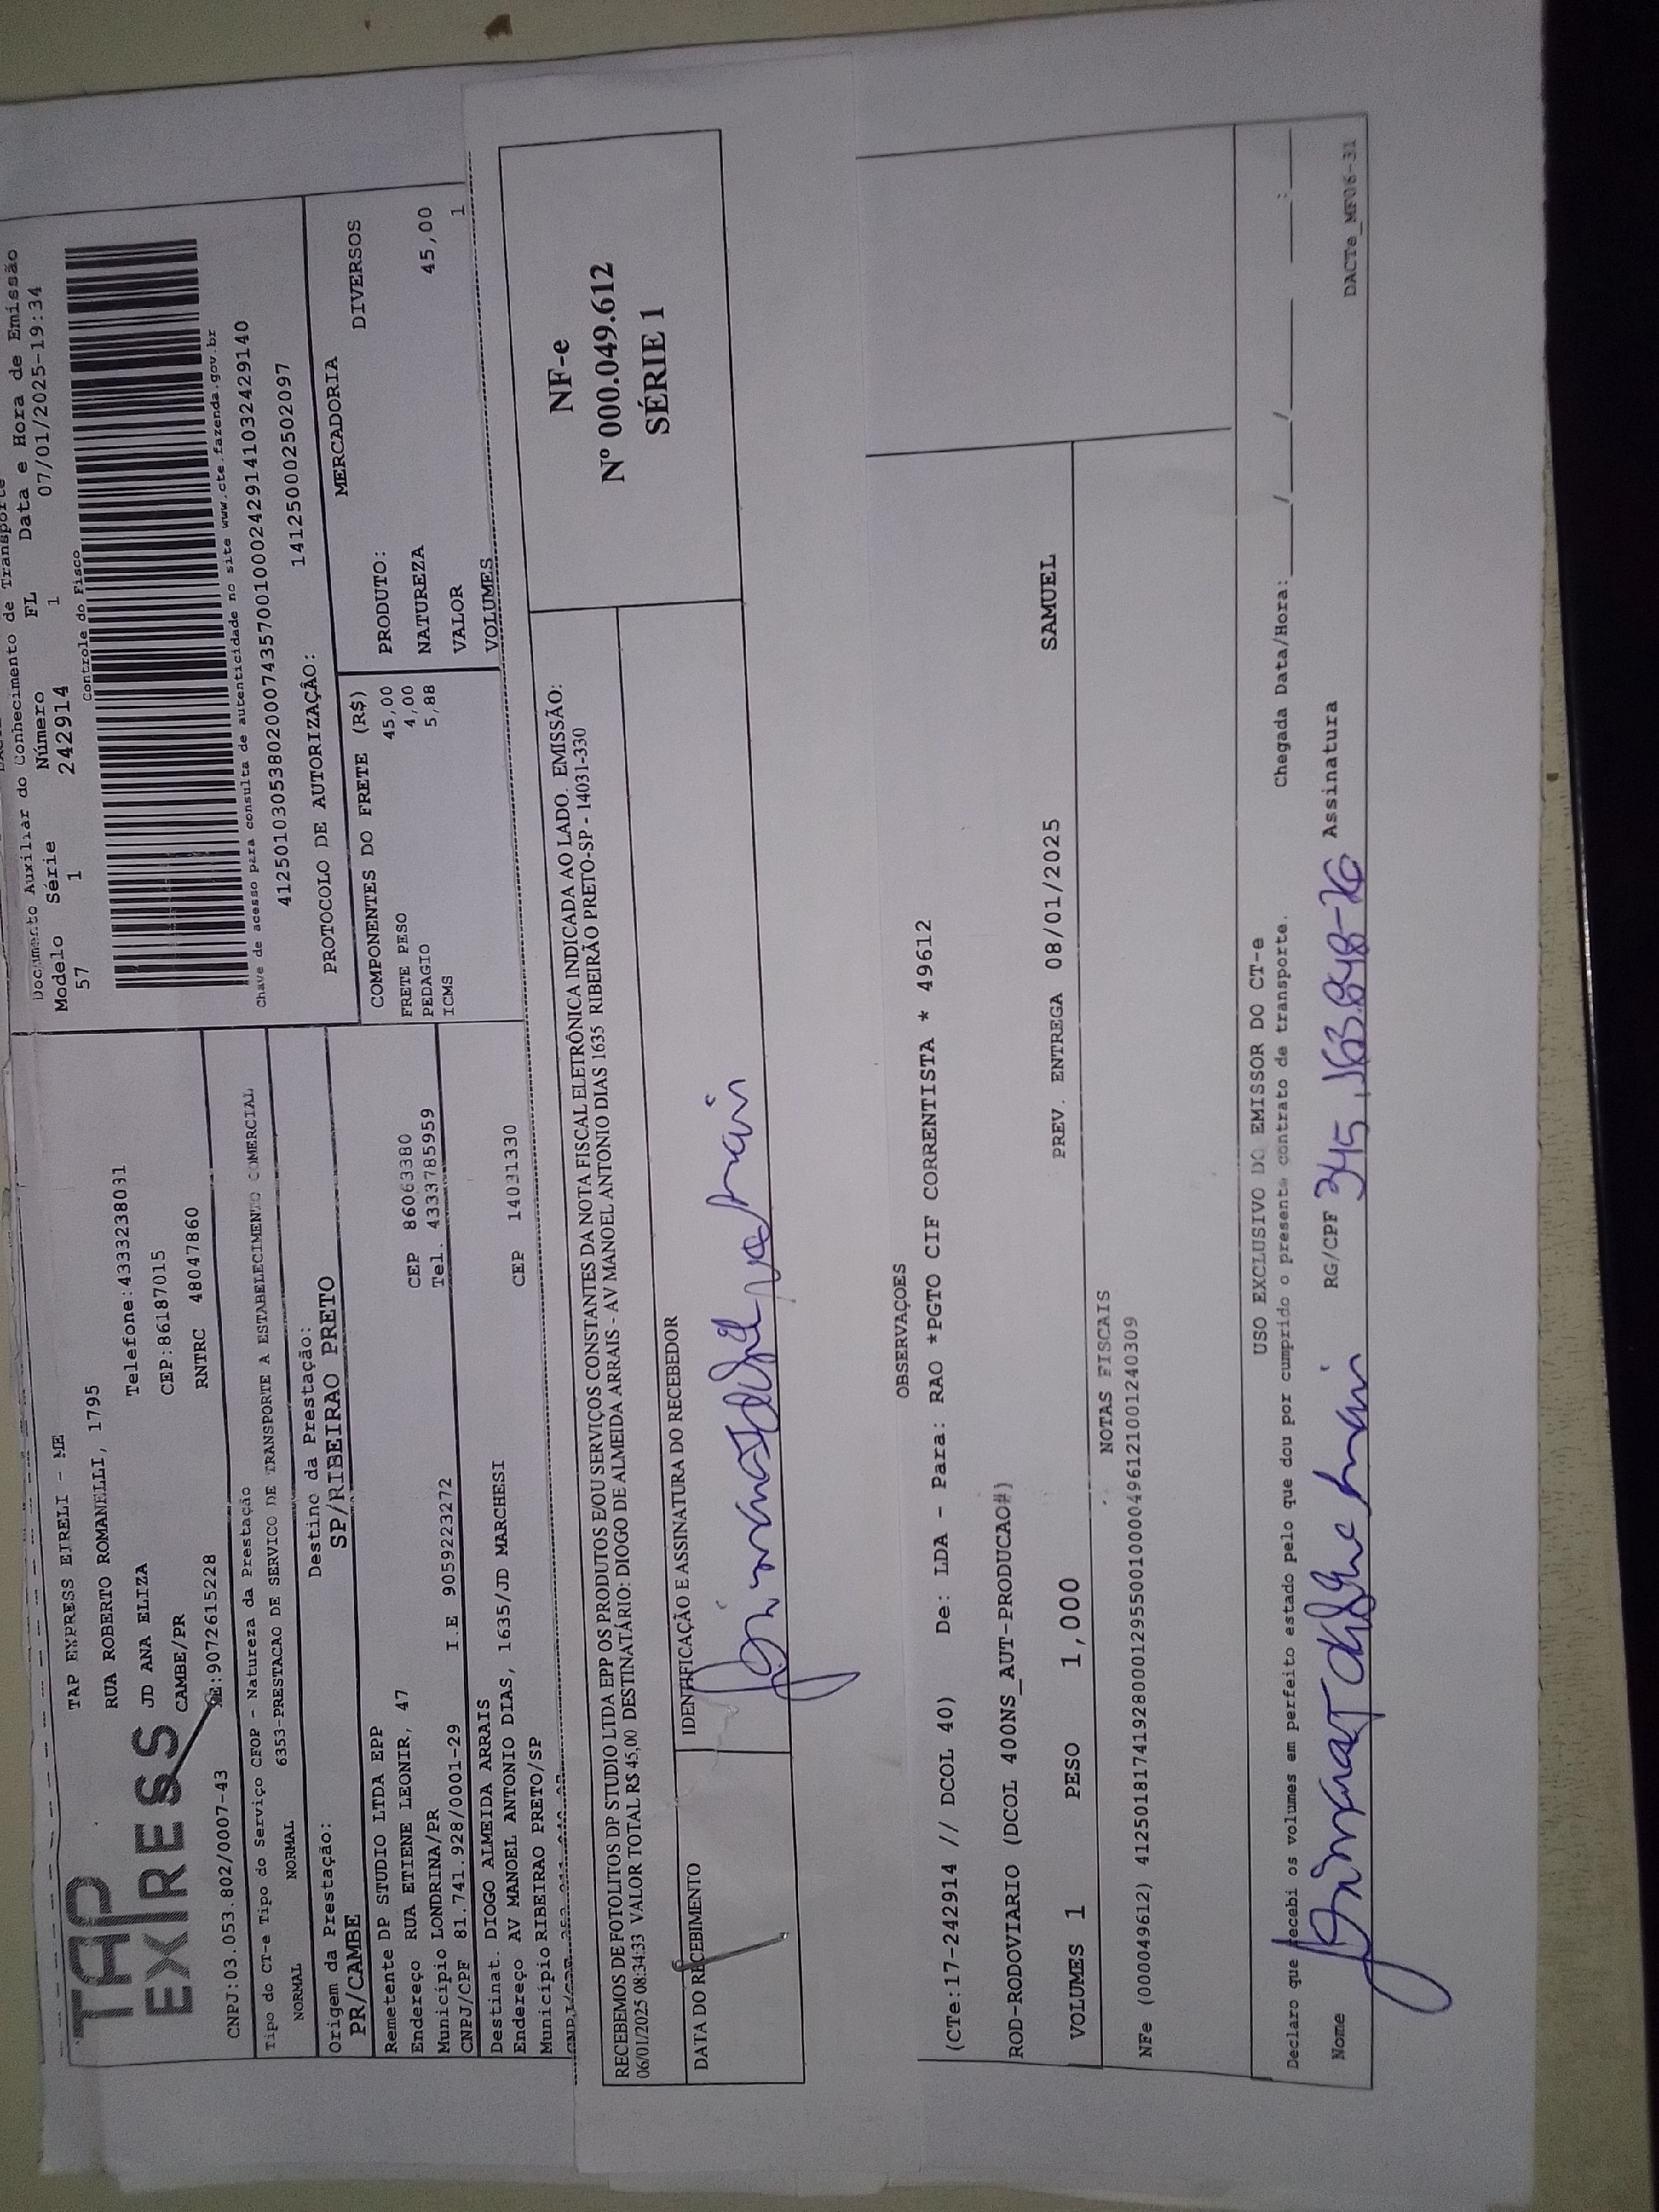 Documento Auxiliar do Conhecimento de Transporte
Modelo Série Número FL Data e Hora de Emissão
57 1 242914 1 07/01/2025-19:34
Controle do Fisco
TAP
EXPRESS
TAP EXPRESS EIRELI - ME
RUA ROBERTO ROMANELLI, 1795
Telefone:4333238031
JD ANA ELIZA CEP:86187015
CAMBE/PR RNTRC 48047860
CNPJ:03.053.802/0007-43 IE:9072615228
Chave de acesso para consulta de autenticidade no site www.cte.fazenda.gov.br
41250103053802000743570010002429141032429140
PROTOCOLO DE AUTORIZAÇÃO: 141250002502097
Tipo do CT-e Tipo do Serviço CFOP - Natureza da Prestação
NORMAL NORMAL 6353-PRESTACAO DE SERVICO DE TRANSPORTE A ESTABELECIMENTO COMERCIAL
Origem da Prestação: Destino da Prestação:
PR/CAMBE SP/RIBEIRAO PRETO
Remetente DP STUDIO LTDA EPP
Endereço RUA ETIENE LEONIR, 47 CEP 86063380
Município LONDRINA/PR Tel. 433785959
CNPJ/CPF 81.741.928/0001-29 I.E 9059223272
Destinat. DIOGO ALMEIDA ARRAIS
Endereço AV MANOEL ANTONIO DIAS, 1635/JD MARCHESI CEP 14031330
Município RIBEIRAO PRETO/SP
COMPONENTES DO FRETE (R$)
FRETE PESO 45,00
PEDAGIO 4,00
ICMS 5,88
MERCADORIA
PRODUTO: DIVERSOS
NATUREZA
VALOR 45,00
VOLUMES 1
RECEBEMOS DE FOTOLITOS DP STUDIO LTDA EPP OS PRODUTOS E/OU SERVIÇOS CONSTANTES DA NOTA FISCAL ELETRÔNICA INDICADA AO LADO. EMISSÃO:
06/01/2025 08:34:33 VALOR TOTAL R$ 45,00 DESTINATÁRIO: DIOGO DE ALMEIDA ARRAIS - AV MANOEL ANTONIO DIAS 1635 RIBEIRÃO PRETO-SP - 14031-330
DATA DO RECEBIMENTO IDENTIFICAÇÃO E ASSINATURA DO RECEBEDOR
NF-e
Nº 000.049.612
SÉRIE 1
OBSERVAÇOES
(CTe:17-242914 // DCOL 40) De: LDA - Para: RAO *PGTO CIF CORRENTISTA * 49612
ROD-RODOVIARIO (DCOL 400NS_AUT-PRODUCAO#)
VOLUMES 1 PESO 1,000 PREV. ENTREGA 08/01/2025 SAMUEL
NOTAS FISCAIS
NFe (000049612) 41250181741928000129550010000496121001240309
USO EXCLUSIVO DO EMISSOR DO CT-e
Declaro que recebi os volumes em perfeito estado pelo que dou por cumprido o presente contrato de transporte. Chegada Data/Hora:____/____/____ ___:___
Nome RG/CPF 345.163.848-76 Assinatura
DACTe_MF06-31